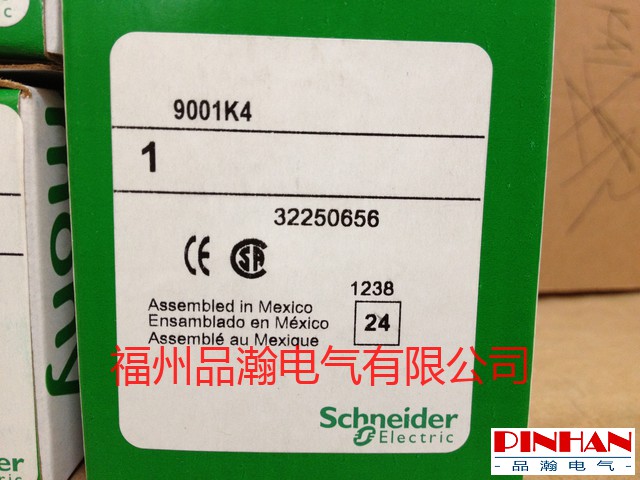 9001K4
1
32250656
CE
SA
1238
Assembled in Mexico
Ensamblado en México
24
Assemblé au Mexique
福州品瀚电气有限公司
Schneider
Electric
PINHAN
品瀚电气